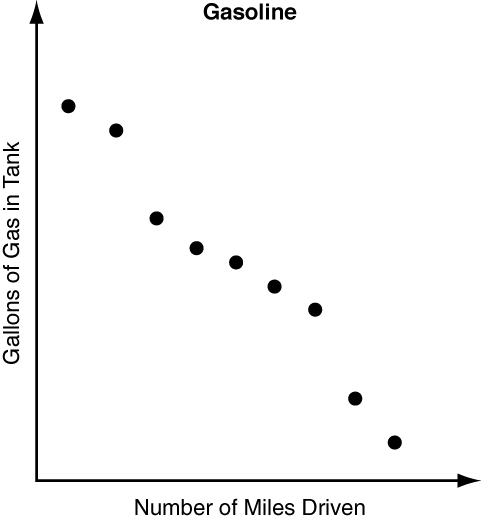 Gasoline
Gallons of Gas in Tank
Number of Miles Driven